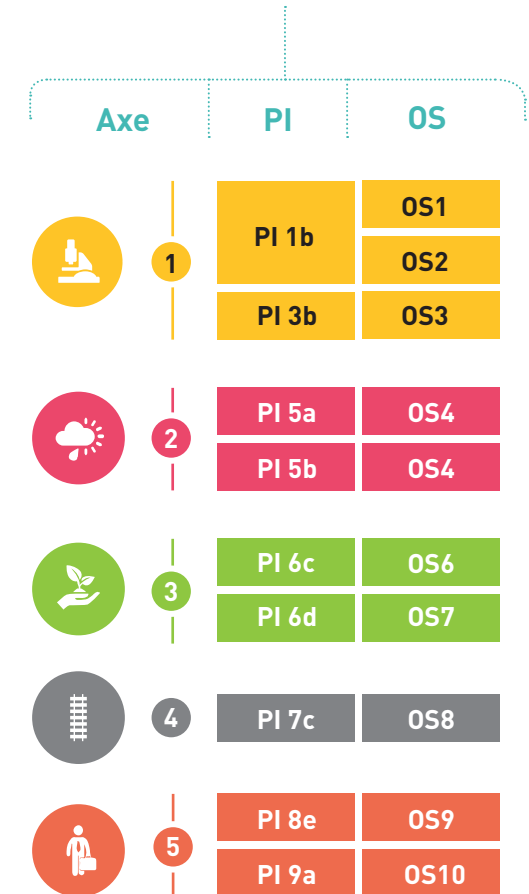 Axe PI OS
OS1
1 PI 1b
OS2
PI 3b OS3
PI 5a OS4
2
PI 5b OS4
PI 6c OS6
3
PI 6d OS7
4 PI 7c OS8
PI 8e OS9
5
PI 9a OS10